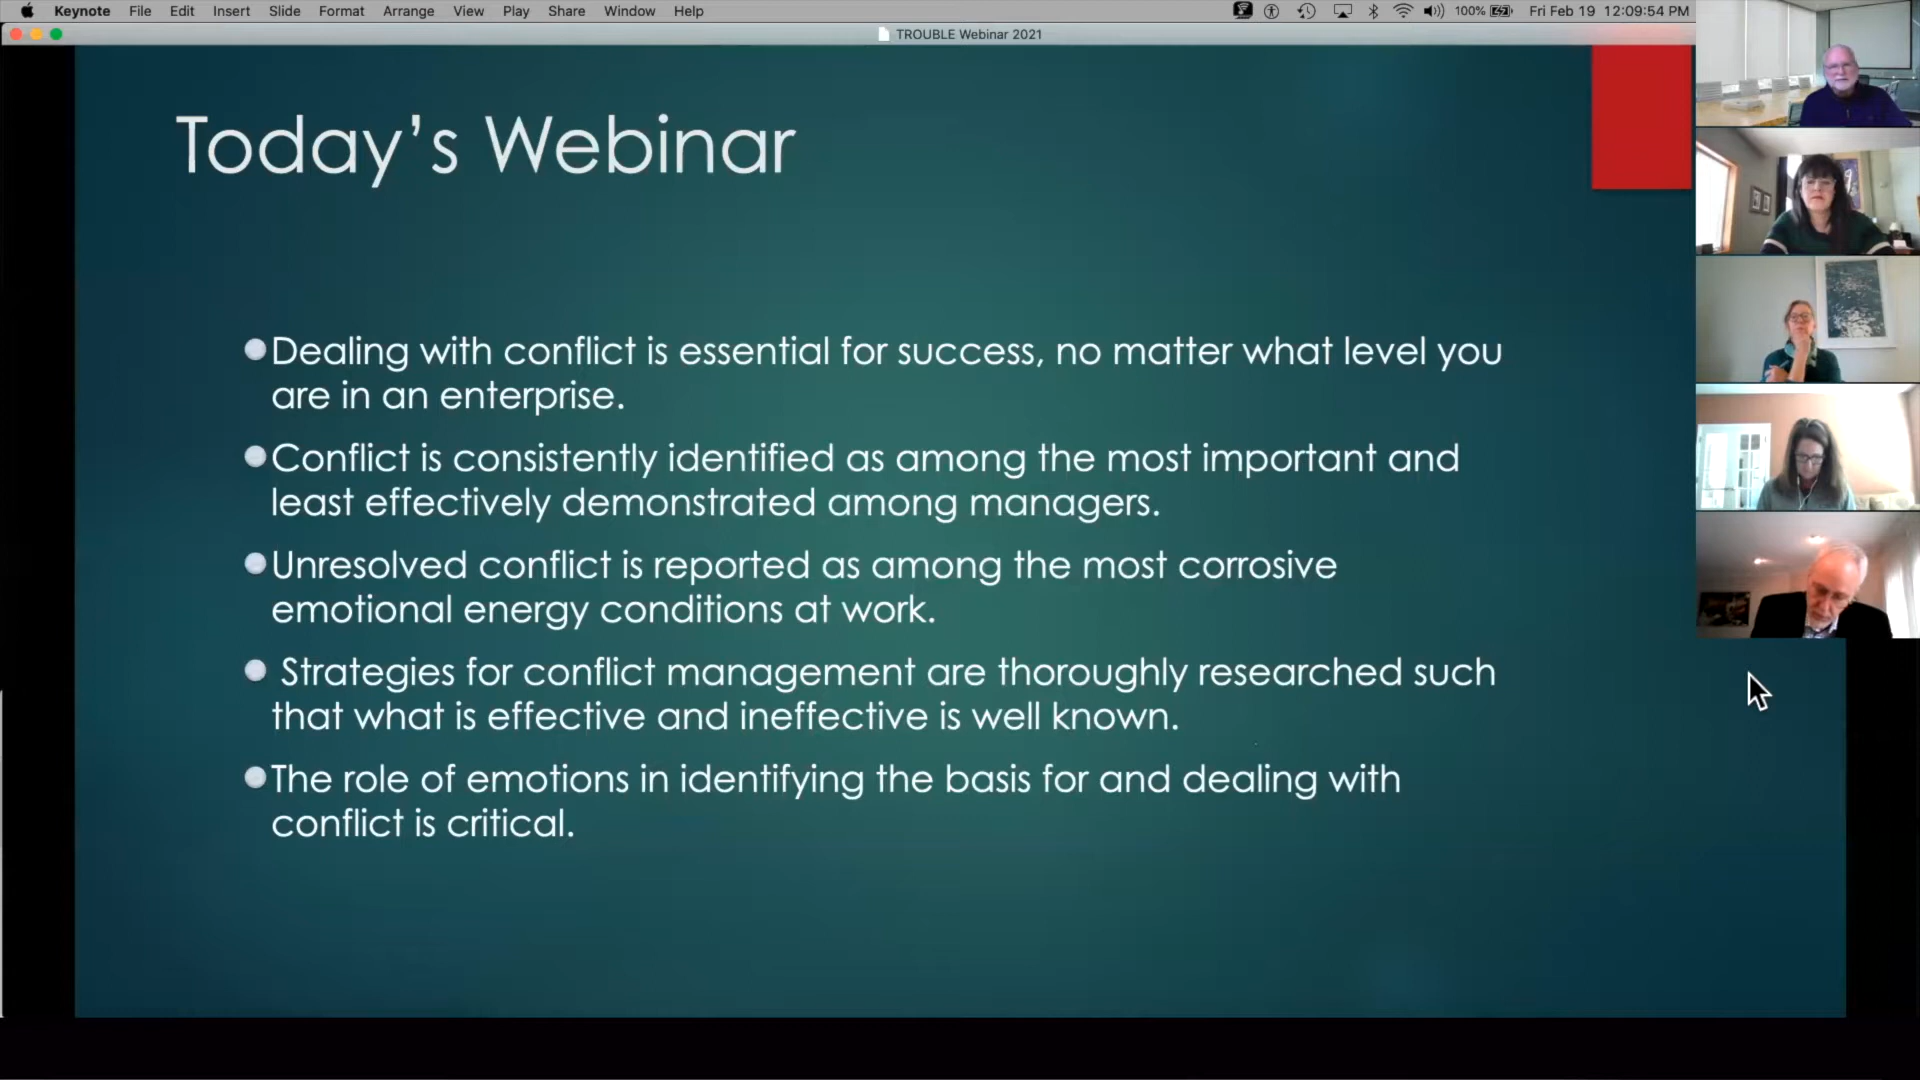 Keynote File Edit Insert Slide Format Arrange View Play Share Window Help 100% Fri Feb 19 12:09:54 PM
TROUBLE Webinar 2021
Today's Webinar
Dealing with conflict is essential for success, no matter what level you
are in an enterprise.
Conflict is consistently identified as among the most important and
least effectively demonstrated among managers.
Unresolved conflict is reported as among the most corrosive
emotional energy conditions at work.
Strategies for conflict management are thoroughly researched such
that what is effective and ineffective is well known.
The role of emotions in identifying the basis for and dealing with
conflict is critical.